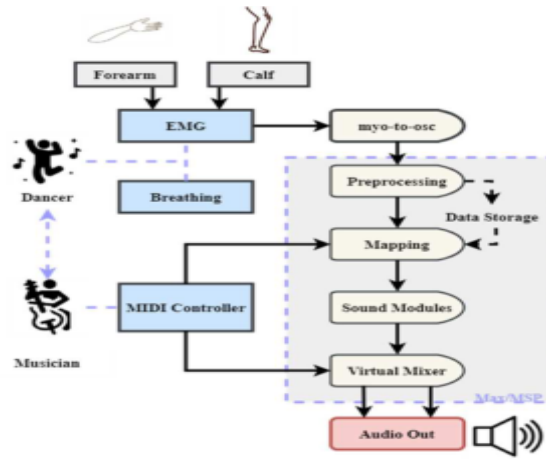 Forearm
Calf
EMG
myo-to-osc
Dancer
Breathing
Preprocessing
Data Storage
Mapping
MIDI Controller
Sound Modules
Musician
Virtual Mixer
Max/MSP
Audio Out